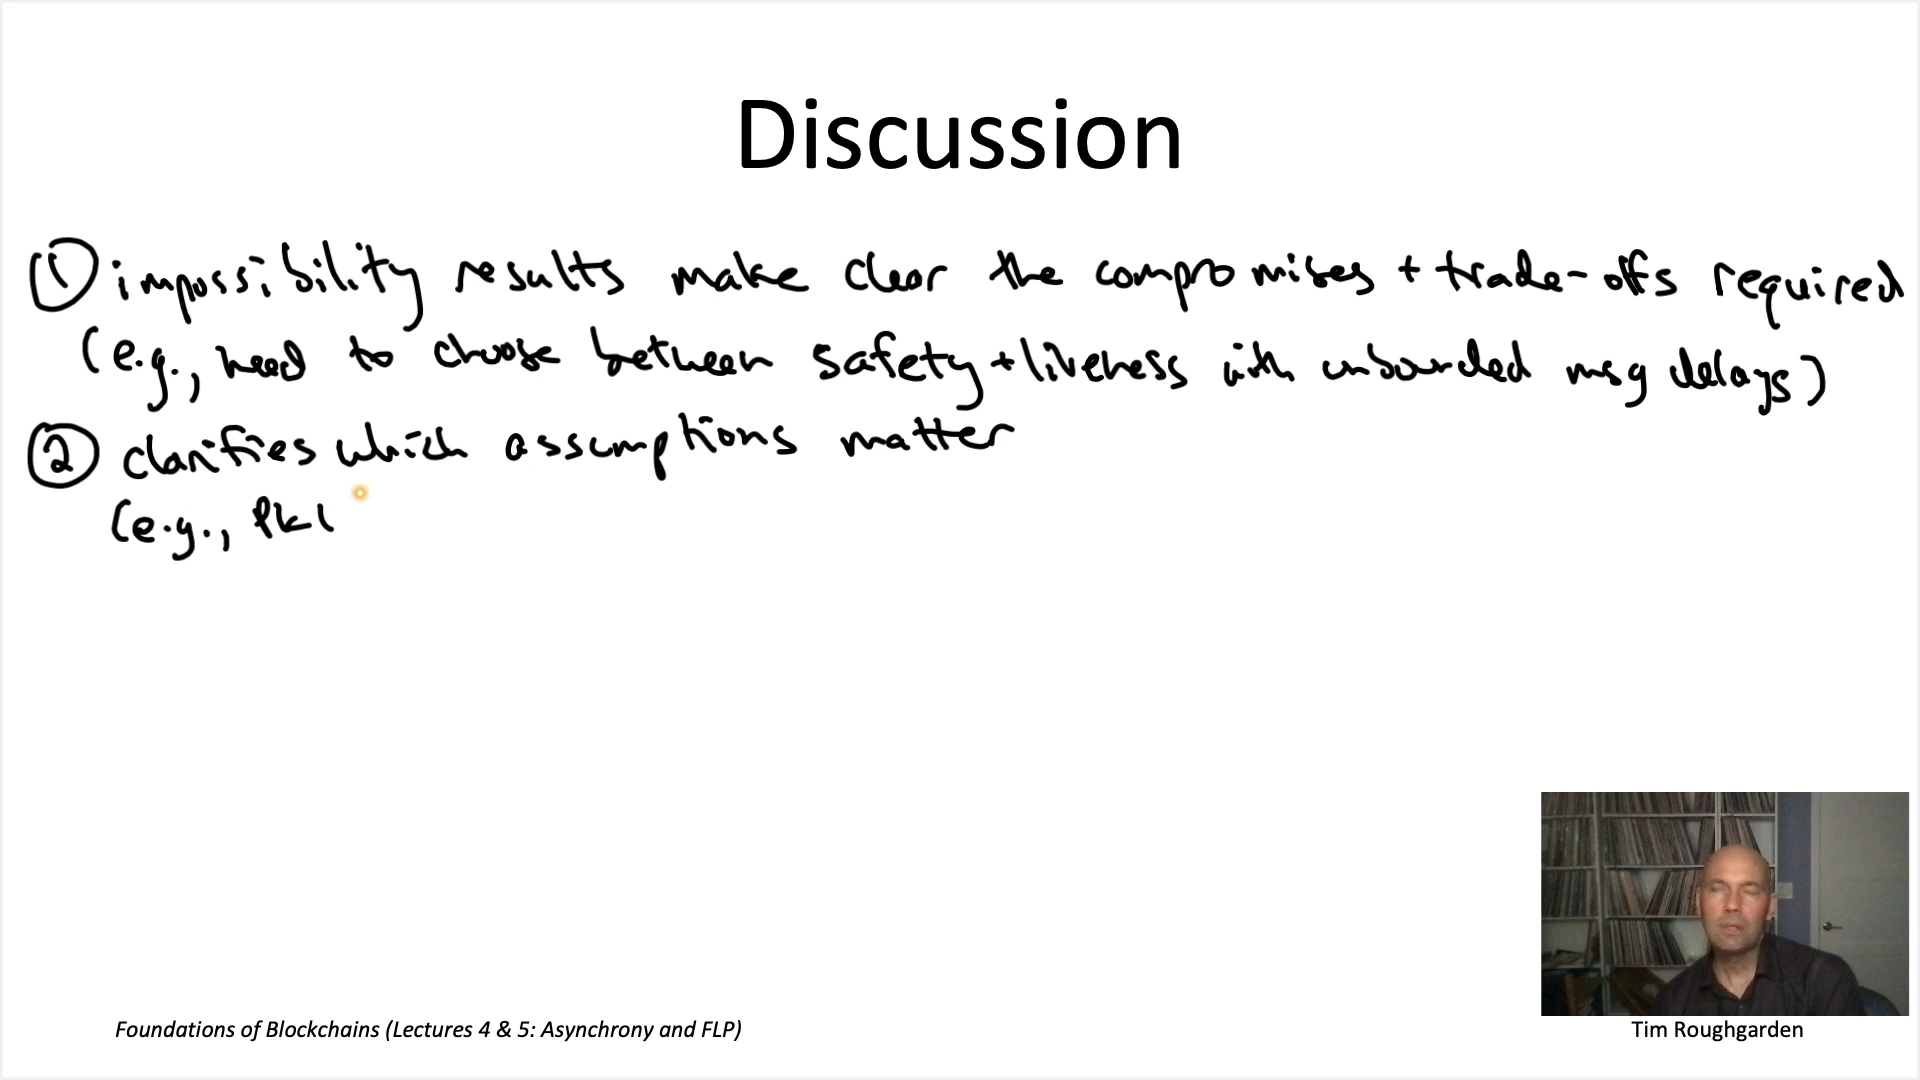 Discussion
① impossibility results make clear the compromises + trade-offs required
(e.g., need to choose between safety + liveness with unbounded msg delays)
② clarifies which assumptions matter
(e.g., PKI
Foundations of Blockchains (Lectures 4 & 5: Asynchrony and FLP)
Tim Roughgarden